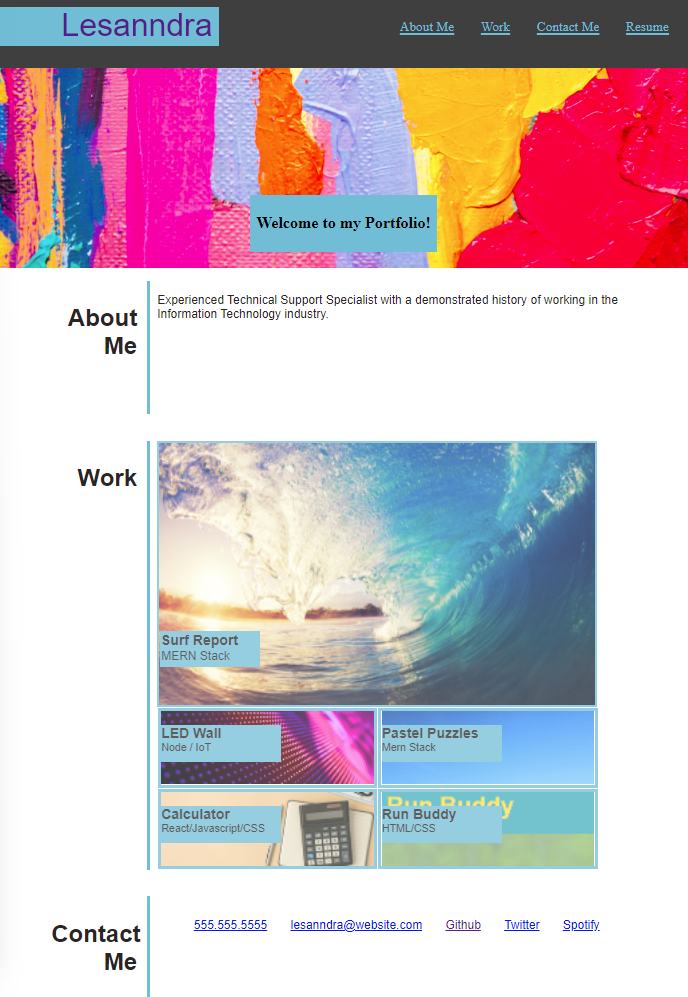 Lesanndra
About Me Work Contact Me Resume
Welcome to my Portfolio!
About
Me
Experienced Technical Support Specialist with a demonstrated history of working in the
Information Technology industry.
Work
Surf Report
MERN Stack
LED Wall
Node / IoT
Pastel Puzzles
Mern Stack
Calculator
React/Javascript/CSS
Run Buddy
Run Buddy
HTML/CSS
Contact
Me
555.555.5555 lesanndra@website.com Github Twitter Spotify